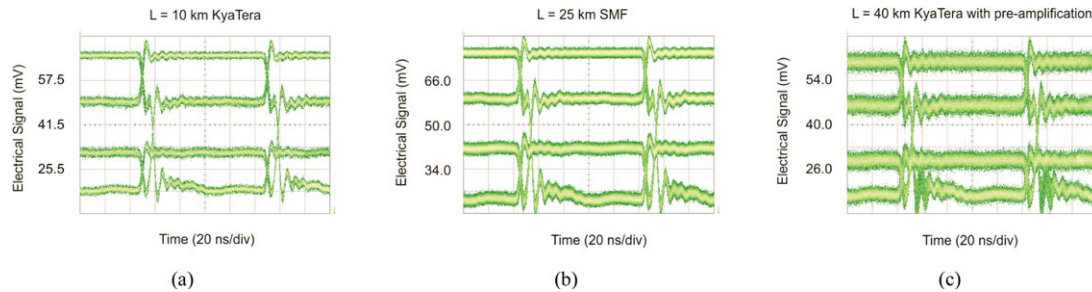 L = 10 km KyaTera
Electrical Signal (mV)
57.5
41.5
25.5
Time (20 ns/div)
(a)
L = 25 km SMF
Electrical Signal (mV)
66.0
50.0
34.0
Time (20 ns/div)
(b)
L = 40 km KyaTera with pre-amplification
Electrical Signal (mV)
54.0
40.0
26.0
Time (20 ns/div)
(c)